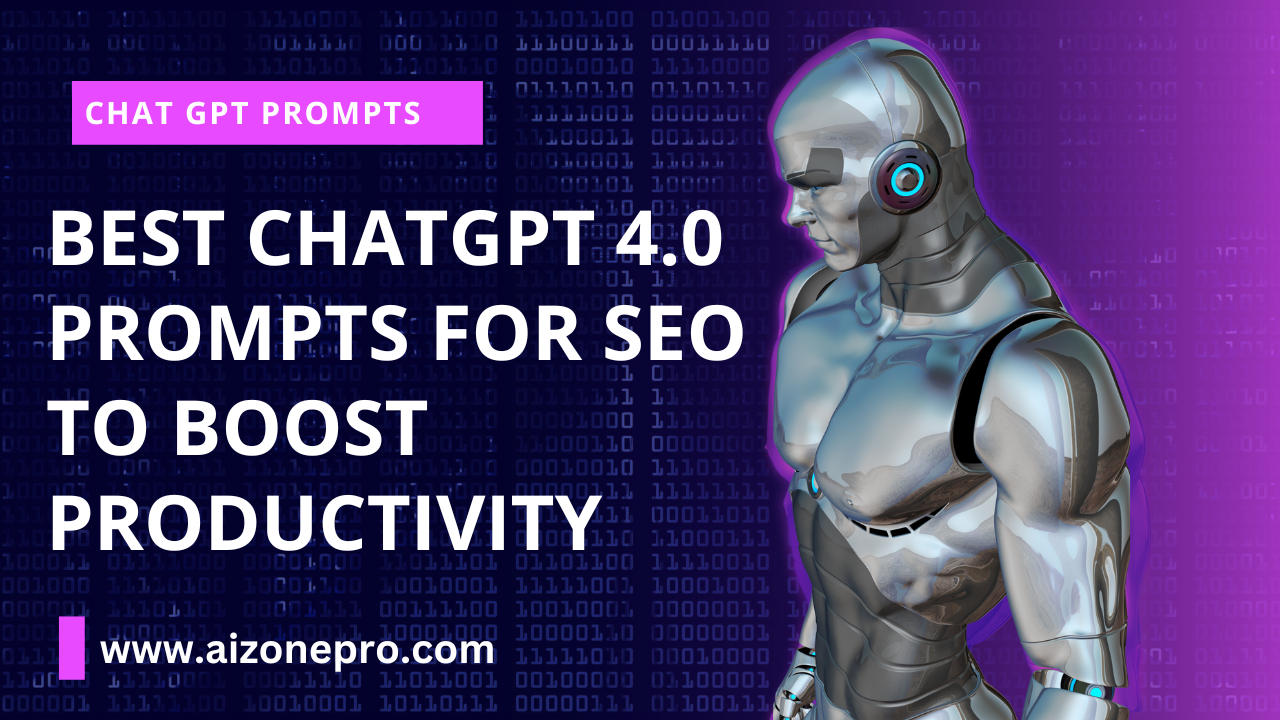 CHAT GPT PROMPTS
BEST CHATGPT 4.0
PROMPTS FOR SEO
TO BOOST
PRODUCTIVITY
www.aizonepro.com